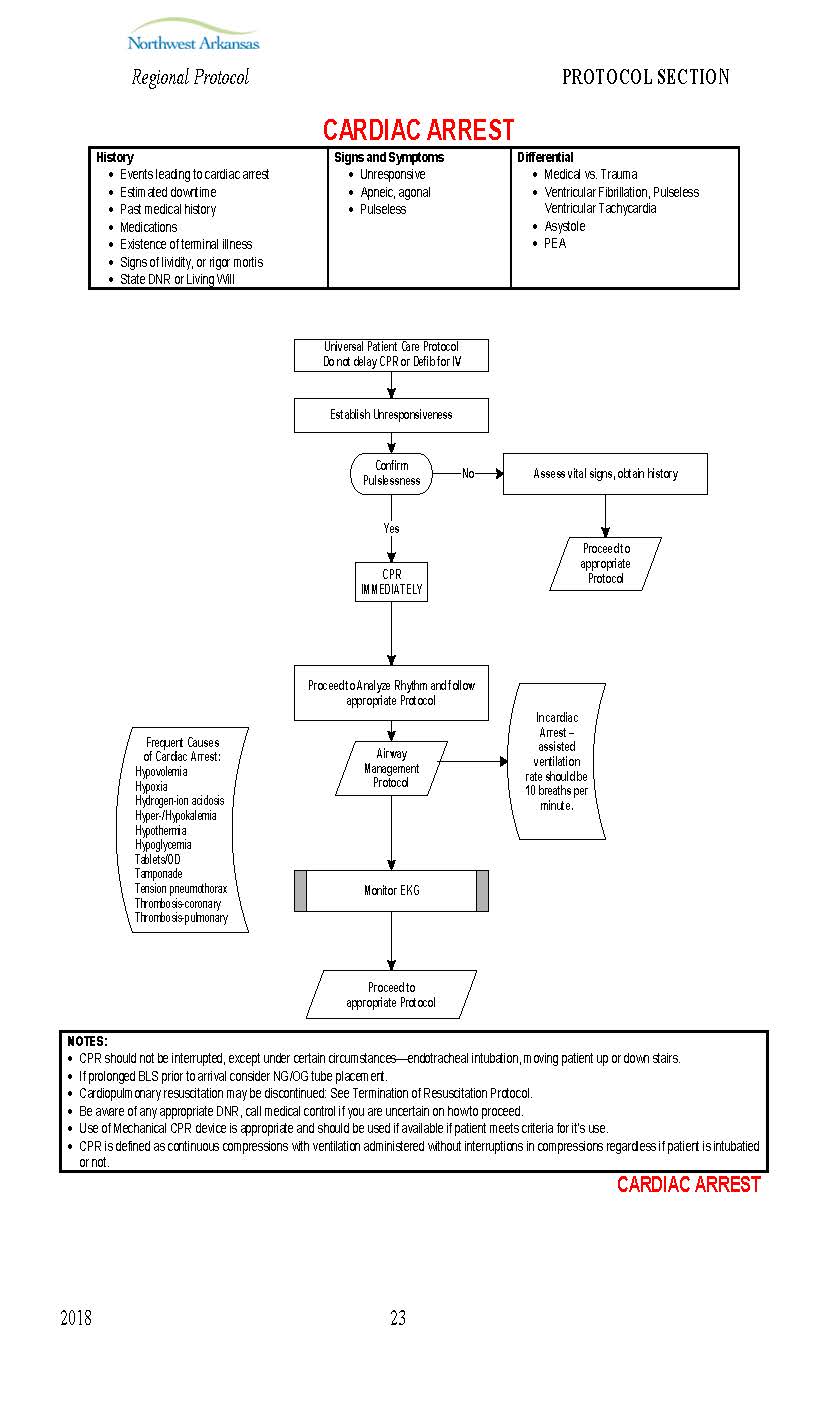 Northwest Arkansas
Regional Protocol
PROTOCOL SECTION
CARDIAC ARREST
History
• Events leading to cardiac arrest
• Estimated downtime
• Past medical history
• Medications
• Existence of terminal illness
• Signs of lividity, or rigor mortis
• State DNR or Living Will
Signs and Symptoms
• Unresponsive
• Apneic, agonal
• Pulseless
Differential
• Medical vs. Trauma
• Ventricular Fibrillation, Pulseless
Ventricular Tachycardia
• Asystole
• PEA
Universal Patient Care Protocol
Do not delay CPR or Defib for IV
Establish Unresponsiveness
Confirm
Pulslessness
No
Assess vital signs, obtain history
Yes
Proceed to
appropriate
Protocol
CPR
IMMEDIATELY
Proceed to Analyze Rhythm and follow
appropriate Protocol
Airway
Management
Protocol
In cardiac
Arrest –
assisted
ventilation
rate should be
10 breaths per
minute.
Frequent Causes
of Cardiac Arrest:
Hypovolemia
Hypoxia
Hydrogen-ion acidosis
Hyper-/Hypokalemia
Hypothermia
Hypoglycemia
Tablets/OD
Tamponade
Tension pneumothorax
Thrombosis-coronary
Thrombosis-pulmonary
Monitor EKG
Proceed to
appropriate Protocol
NOTES:
• CPR should not be interrupted, except under certain circumstances—endotracheal intubation, moving patient up or down stairs.
• If prolonged BLS prior to arrival consider NG/OG tube placement.
• Cardiopulmonary resuscitation may be discontinued: See Termination of Resuscitation Protocol.
• Be aware of any appropriate DNR, call medical control if you are uncertain on how to proceed.
• Use of Mechanical CPR device is appropriate and should be used if available if patient meets criteria for it's use.
• CPR is defined as continuous compressions with ventilation administered without interruptions in compressions regardless if patient is intubatied
or not.
CARDIAC ARREST
2018
23